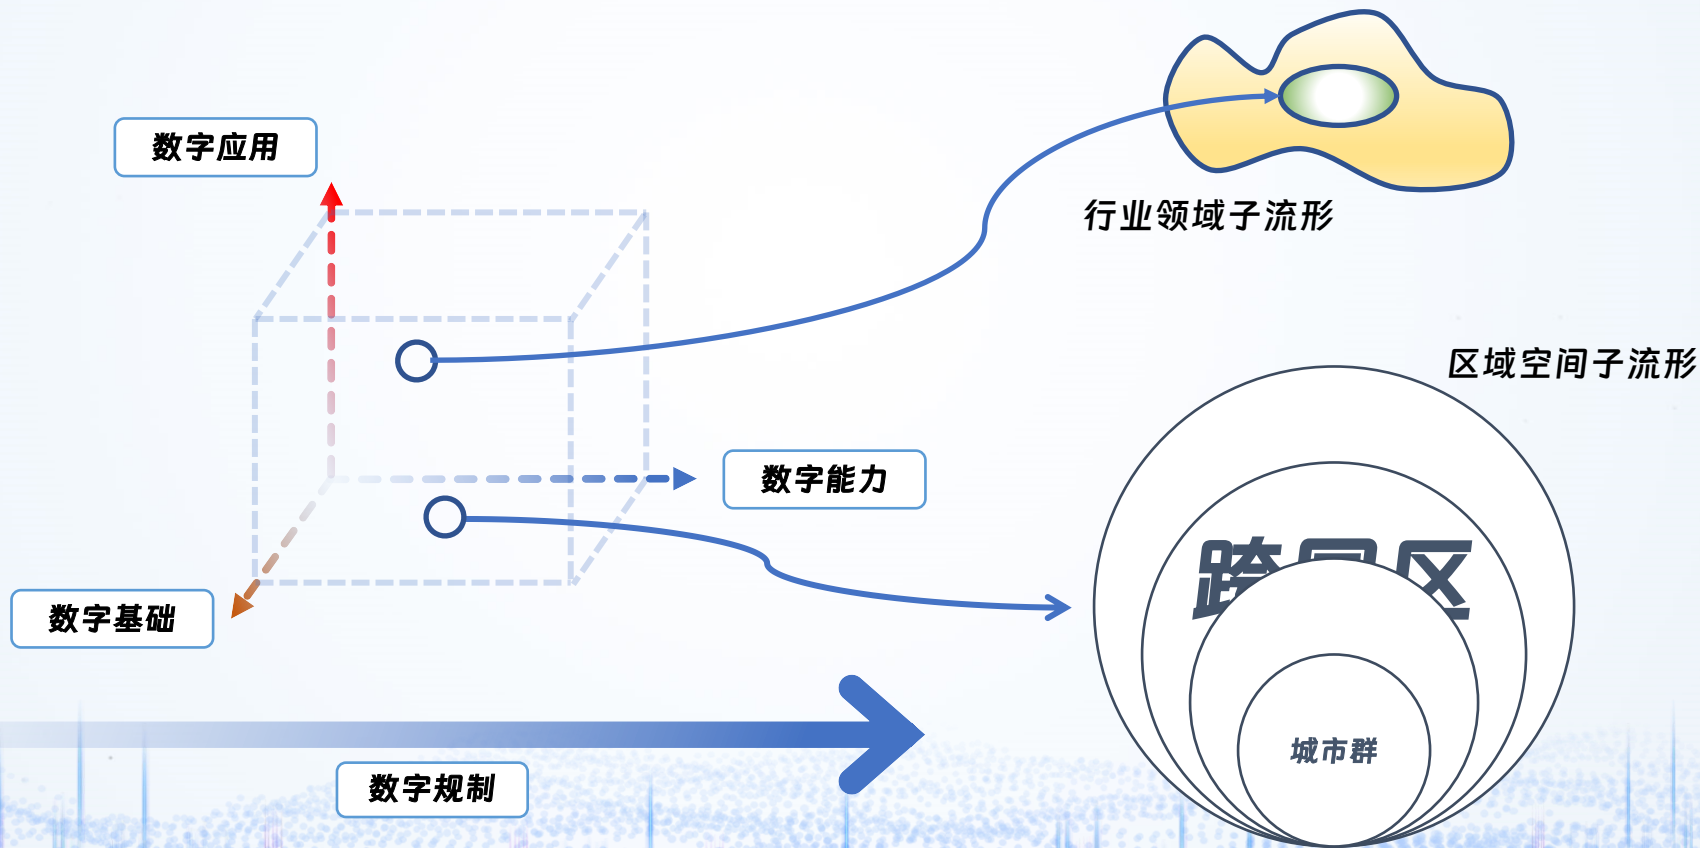 数字应用
行业领域子流形
区域空间子流形
数字能力
跨国区
数字基础
城市群
数字规制